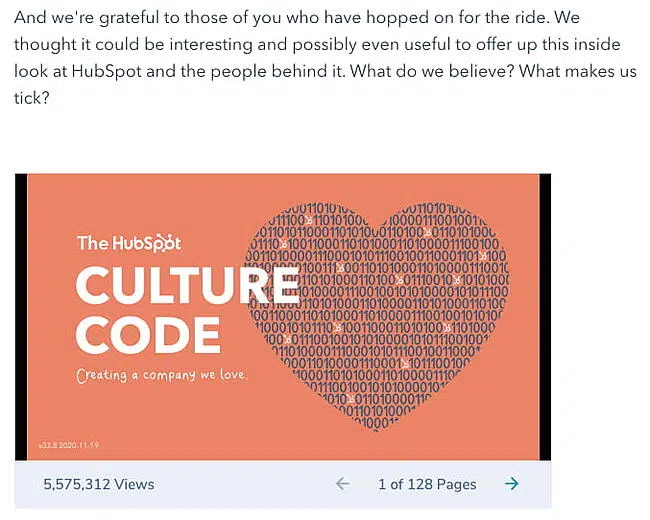 And we're grateful to those of you who have hopped on for the ride. We
thought it could be interesting and possibly even useful to offer up this inside
look at HubSpot and the people behind it. What do we believe? What makes us
tick?
The HubSpot
CULTURE
CODE
Creating a company we love.
v33.8 2020-11-19
5,575,312 Views
1 of 128 Pages